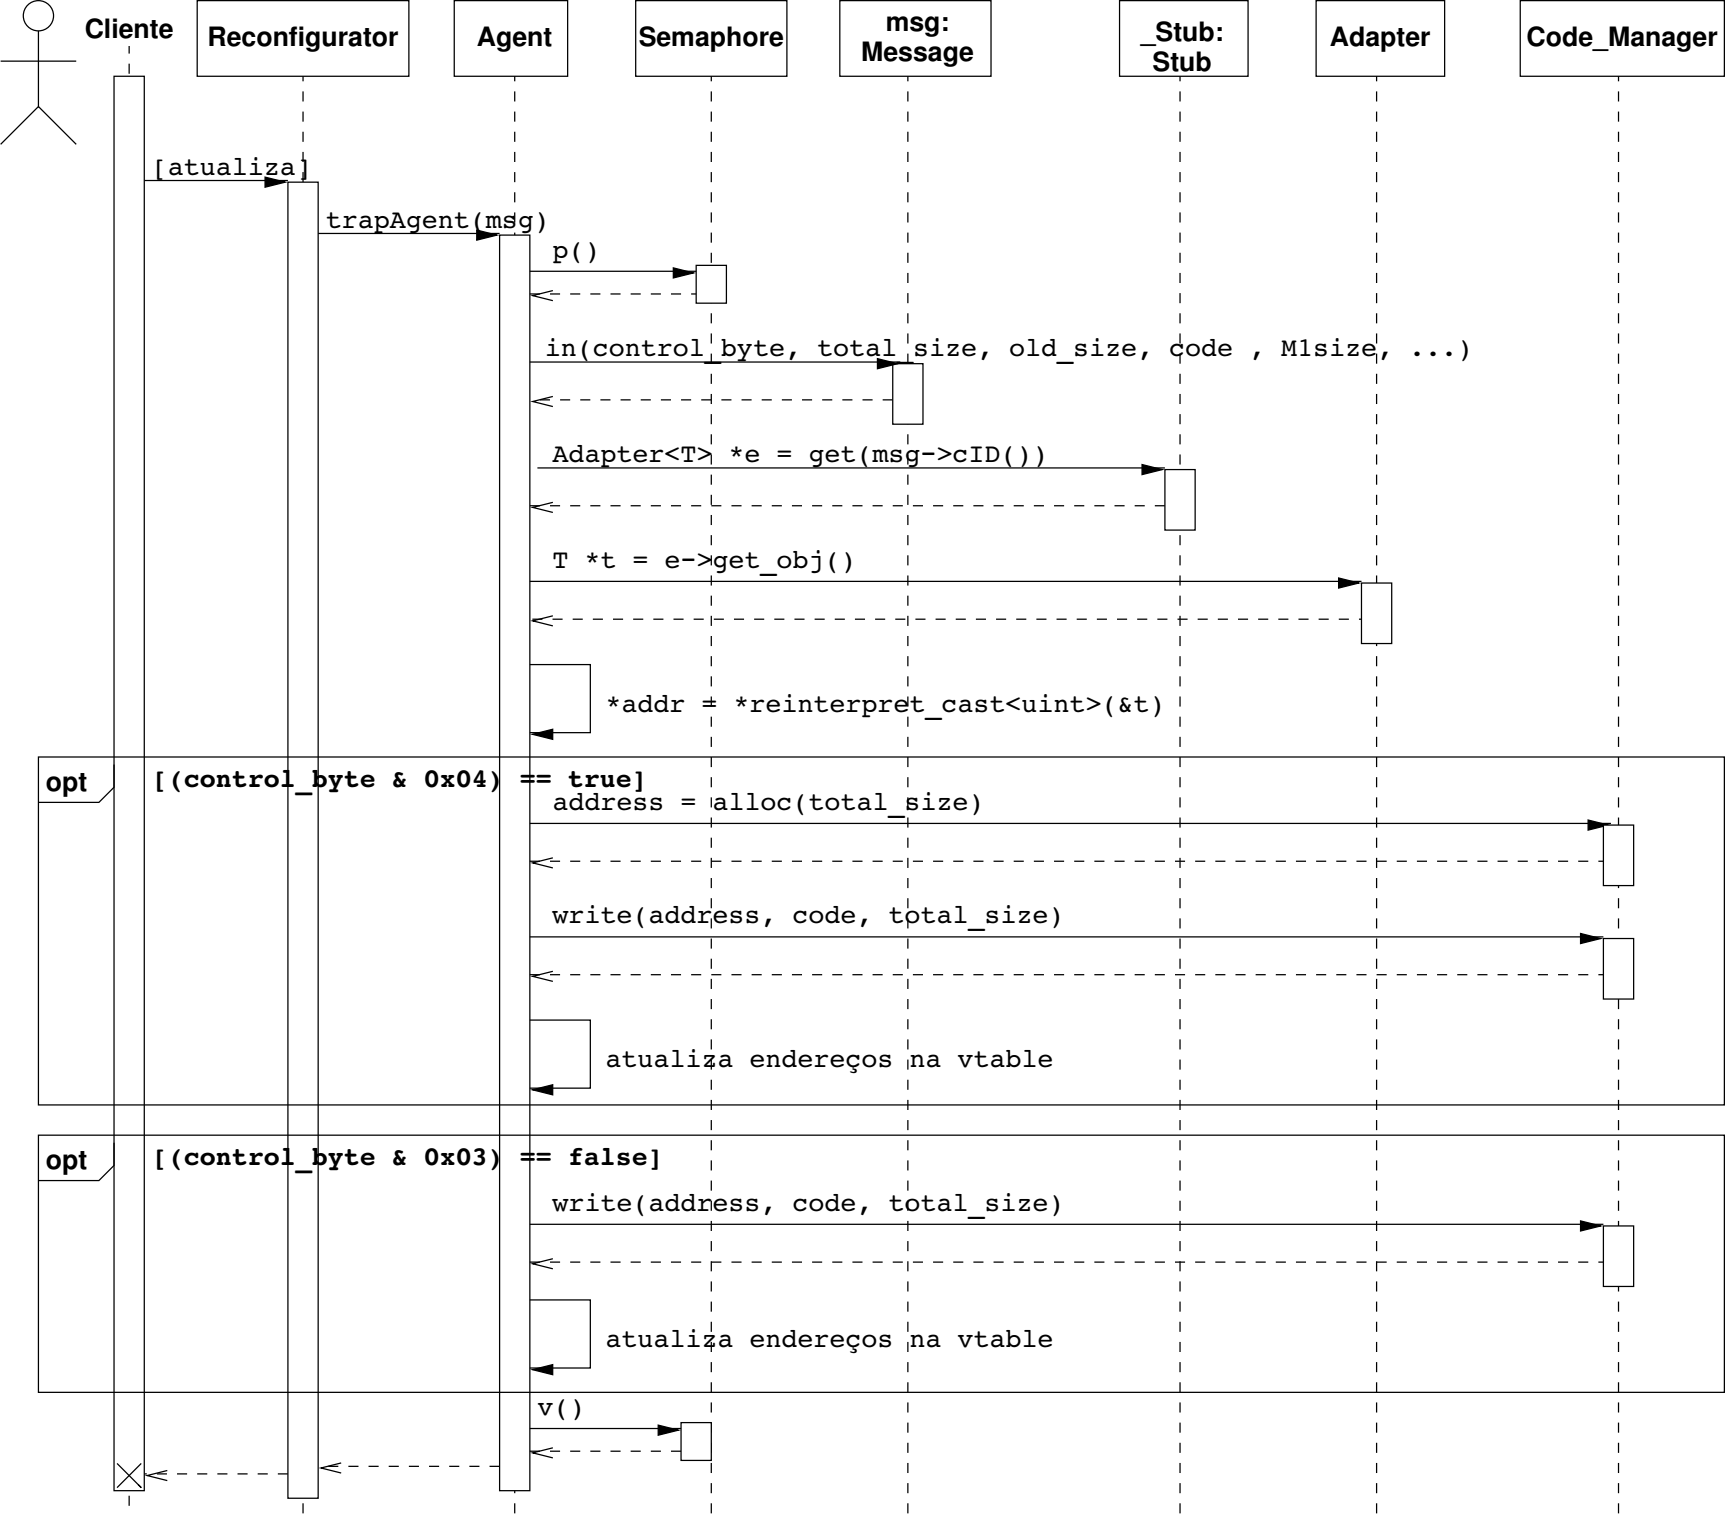 Cliente
Reconfigurator
Agent
Semaphore
msg:
Message
_Stub:
Stub
Adapter
Code_Manager
[atualiza]
trapAgent(msg)
p()
in(control_byte, total_size, old_size, code , M1size, ...)
Adapter<T> *e = get(msg->cID())
T *t = e->get_obj()
*addr = *reinterpret_cast<uint>(&t)
opt [(control_byte & 0x04) == true]
address = alloc(total_size)
write(address, code, total_size)
atualiza endereços na vtable
opt [(control_byte & 0x03) == false]
write(address, code, total_size)
atualiza endereços na vtable
v()